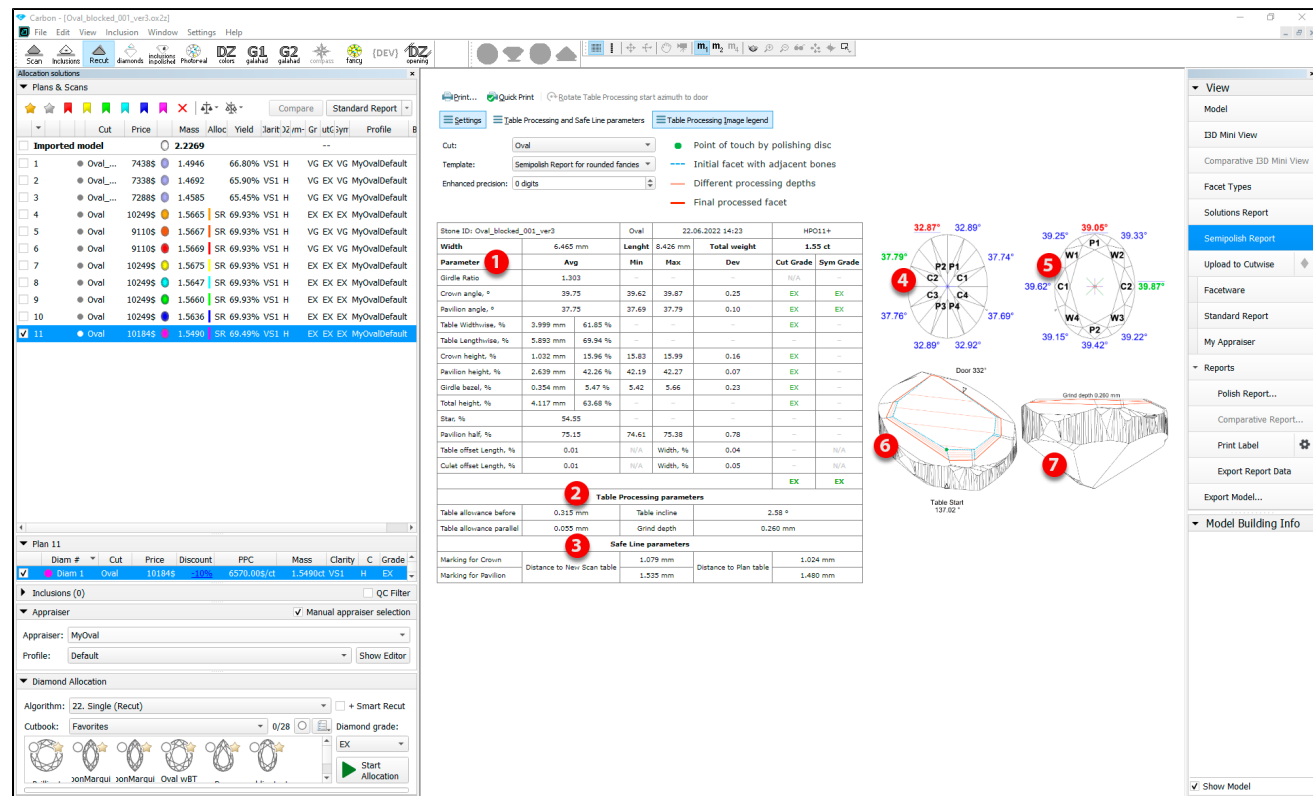 Carbon - [Oval_blocked_001_ver3.ox2z]
File Edit View Inclusion Window Settings Help
Scan Inclusions Recut diamonds inclusions inpolished Photoreal DZ colors G1 galahad G2 galahad compass fancy {DEV} DZ opening
m1 m2 m4
Allocation solutions
Plans & Scans
Compare Standard Report
Cut Price Mass Alloc Yield Gr Profile
Imported model 2.2269 --
1 Oval_... 7438$ 1.4946 66.80% VS1 H VG EX VG MyOvalDefault
2 Oval_... 7338$ 1.4692 65.90% VS1 H VG EX VG MyOvalDefault
3 Oval_... 7288$ 1.4585 65.45% VS1 H VG EX VG MyOvalDefault
4 Oval 10249$ 1.5665 SR 69.93% VS1 H EX EX EX MyOvalDefault
5 Oval 9110$ 1.5667 SR 69.93% VS1 H VG EX EX MyOvalDefault
6 Oval 9110$ 1.5669 SR 69.93% VS1 H VG EX EX MyOvalDefault
7 Oval 10249$ 1.5675 SR 69.93% VS1 H EX EX EX MyOvalDefault
8 Oval 10249$ 1.5647 SR 69.93% VS1 H EX EX EX MyOvalDefault
9 Oval 10249$ 1.5660 SR 69.93% VS1 H EX EX EX MyOvalDefault
10 Oval 10249$ 1.5636 SR 69.93% VS1 H EX EX EX MyOvalDefault
11 Oval 10184$ 1.5490 SR 69.49% VS1 H EX EX EX MyOvalDefault
Plan 11
Diam # Cut Price Discount PPC Mass Clarity C Grade
Diam 1 Oval 10184$ -10% 6570.00$/ct 1.5490ct VS1 H EX
Inclusions (0) QC Filter
Appraiser Manual appraiser selection
Appraiser: MyOval
Profile: Default Show Editor
Diamond Allocation
Algorithm: 22. Single (Recut) + Smart Recut
Cutbook: Favorites 0/28 Diamond grade:
EX
Start Allocation
Oval wBT
Print... Quick Print Rotate Table Processing start azimuth to door
Settings Table Processing and Safe Line parameters Table Processing Image legend
Cut: Oval
Template: Semipolish Report for rounded fancies
Enhanced precision: 0 digits
Point of touch by polishing disc
Initial facet with adjacent bones
Different processing depths
Final processed facet
Stone ID: Oval_blocked_001_ver3 Oval 22.06.2022 14:23 HPO11+
Width 6.465 mm Lenght 8.426 mm Total weight 1.55 ct
Parameter 1 Avg Min Max Dev Cut Grade Sym Grade
Girdle Ratio 1.303 – – – N/A –
Crown angle, ° 39.75 39.62 39.87 0.25 EX EX
Pavilion angle, ° 37.75 37.69 37.79 0.10 EX EX
Table Widthwise, % 3.999 mm 61.85 % – – – EX –
Table Lengthwise, % 5.893 mm 69.94 % – – – – –
Crown height, % 1.032 mm 15.96 % 15.83 15.99 0.16 EX –
Pavilion height, % 2.639 mm 42.26 % 42.19 42.27 0.07 EX –
Girdle bezel, % 0.354 mm 5.47 % 5.42 5.66 0.23 EX –
Total height, % 4.117 mm 63.68 % – – – EX –
Star, % 54.55 – – – – –
Pavilion half, % 75.15 74.61 75.38 0.78 – –
Table offset Length, % 0.01 N/A Width, % 0.04 – N/A
Culet offset Length, % 0.01 N/A Width, % 0.05 – N/A
EX EX
2 Table Processing parameters
Table allowance before 0.315 mm Table incline 2.58 °
Table allowance parallel 0.055 mm Grind depth 0.260 mm
3 Safe Line parameters
Marking for Crown Distance to New Scan table 1.079 mm Distance to Plan table 1.024 mm
Marking for Pavilion 1.535 mm 1.480 mm
32.87° 32.89°
37.79° 37.74°
4 P2 P1
C2 C1
C3 C4
P3 P4
37.76° 37.69°
32.89° 32.92°
39.25° 39.05° 39.33°
5 P1
W1 W2
39.62° C1 C2 39.87°
W4 W3
P2
39.15° 39.42° 39.22°
Door 332°
6
Table Start
137.02 °
Grind depth 0.260 mm
7
View
Model
I3D Mini View
Comparative I3D Mini View
Facet Types
Solutions Report
Semipolish Report
Upload to Cutwise
Facetware
Standard Report
My Appraiser
Reports
Polish Report...
Comparative Report...
Print Label
Export Report Data
Export Model...
Model Building Info
Show Model